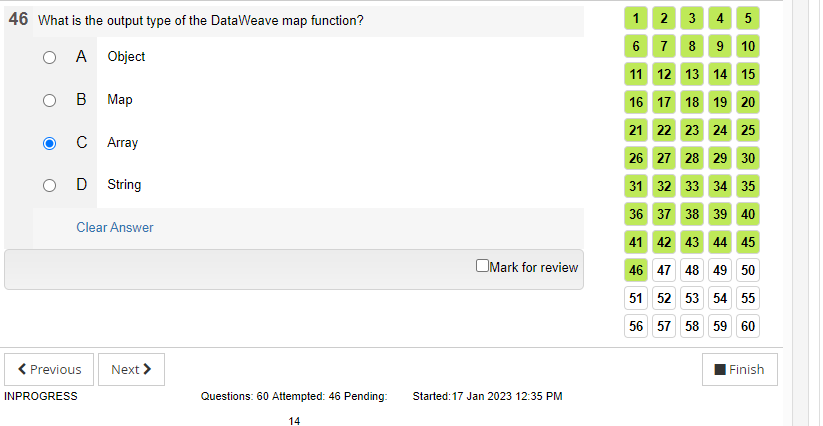 46 What is the output type of the DataWeave map function?
A Object
B Map
C Array
D String
Clear Answer
Mark for review
1 2 3 4 5
6 7 8 9 10
11 12 13 14 15
16 17 18 19 20
21 22 23 24 25
26 27 28 29 30
31 32 33 34 35
36 37 38 39 40
41 42 43 44 45
46 47 48 49 50
51 52 53 54 55
56 57 58 59 60
Previous Next Finish
INPROGRESS Questions: 60 Attempted: 46 Pending: Started:17 Jan 2023 12:35 PM
14